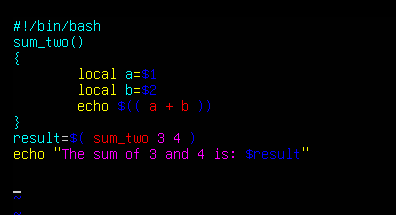 #!/bin/bash
sum_two()
{
        local a=$1
        local b=$2
        echo $(( a + b ))
}
result=$( sum_two 3 4 )
echo "The sum of 3 and 4 is: $result"
~
~